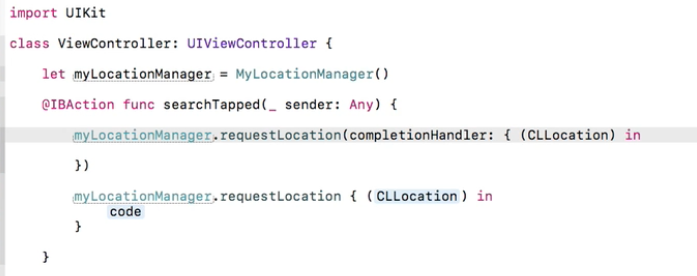 import UIKit
class ViewController: UIViewController {
let myLocationManager = MyLocationManager()
@IBAction func searchTapped(_ sender: Any) {
myLocationManager.requestLocation(completionHandler: { (CLLocation) in
})
myLocationManager.requestLocation { (CLLocation) in
code
}
}